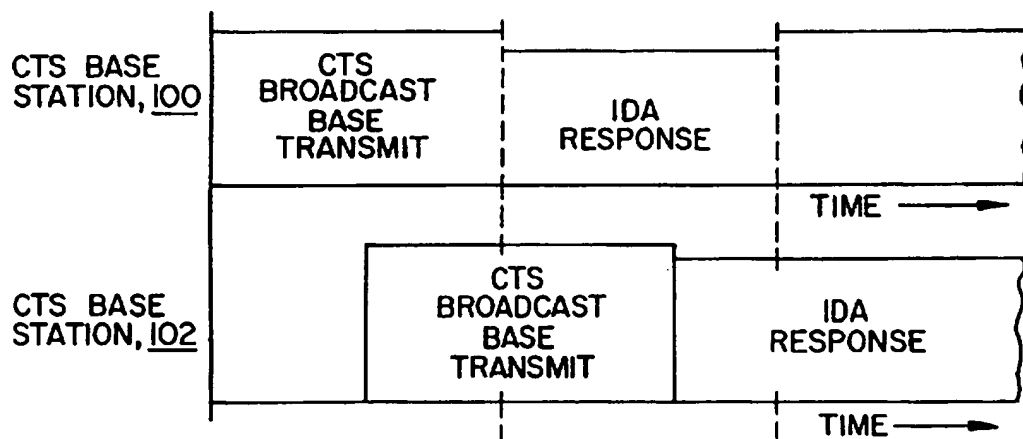 CTS BASE
STATION, 100
CTS
BROADCAST
BASE
TRANSMIT
IDA
RESPONSE
TIME
CTS BASE
STATION, 102
CTS
BROADCAST
BASE
TRANSMIT
IDA
RESPONSE
TIME